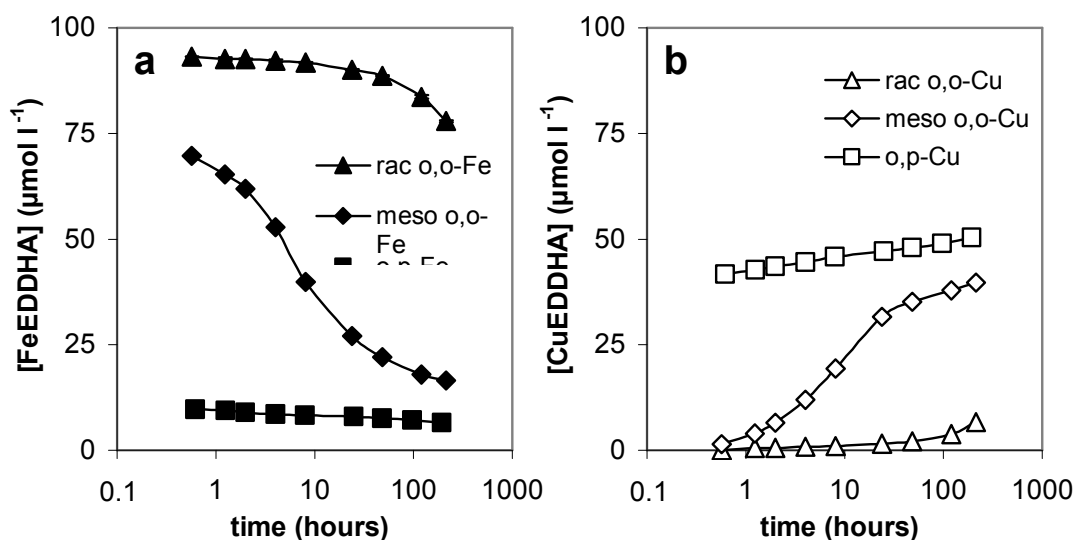 a
[FeEDDHA] (µmol l-1)
100
75
50
25
0
rac o,o-Fe
meso o,o-
Fe
0.1
1
10
100
1000
time (hours)
b
[CuEDDHA] (µmol l-1)
100
75
50
25
0
rac o,o-Cu
meso o,o-Cu
o,p-Cu
0.1
1
10
100
1000
time (hours)